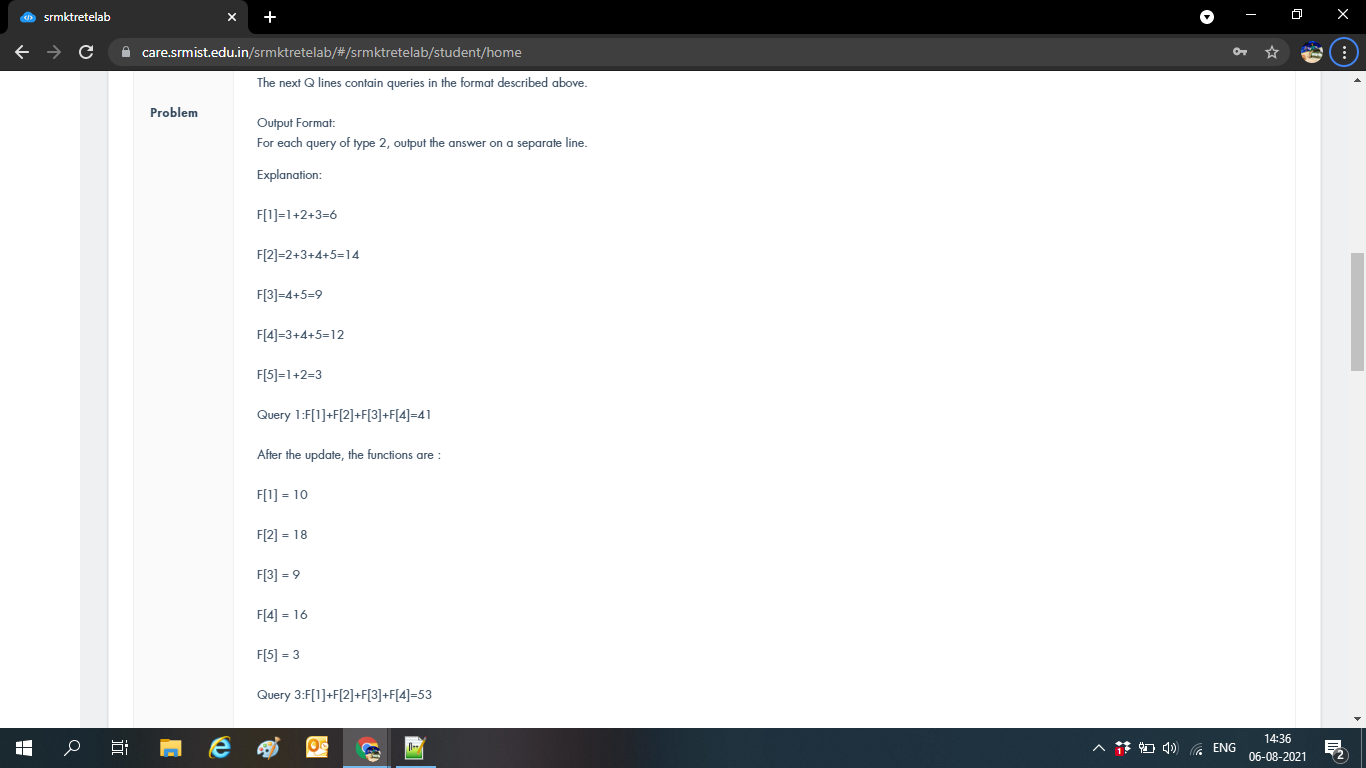 srmktretelab
care.srmist.edu.in/srmktretelab/#/srmktretelab/student/home
The next Q lines contain queries in the format described above.
Problem
Output Format:
For each query of type 2, output the answer on a separate line.
Explanation:
F[1]=1+2+3=6
F[2]=2+3+4+5=14
F[3]=4+5=9
F[4]=3+4+5=12
F[5]=1+2=3
Query 1:F[1]+F[2]+F[3]+F[4]=41
After the update, the functions are :
F[1] = 10
F[2] = 18
F[3] = 9
F[4] = 16
F[5] = 3
Query 3:F[1]+F[2]+F[3]+F[4]=53
ENG
14:36
06-08-2021
2